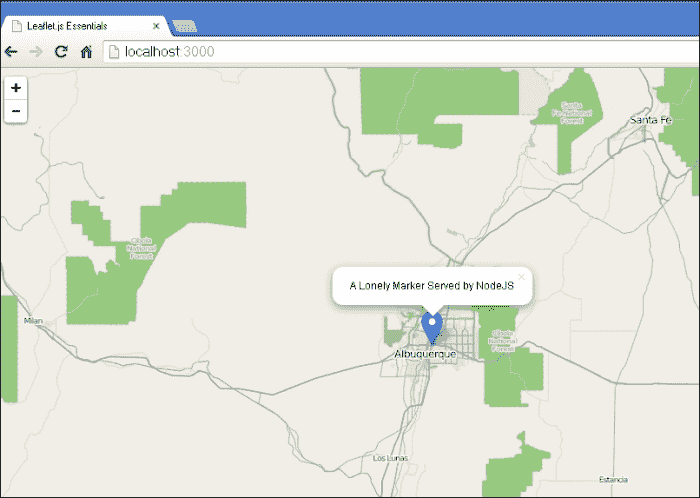 Leaflet.js Essentials
localhost:3000
+
-
Santa
Fe National
Forest
Santa Fe
Cibola
National
Forest
A Lonely Marker Served by NodeJS
Milan
Cibola
National
Forest
Albuquerque
Los Lunas
Estancia